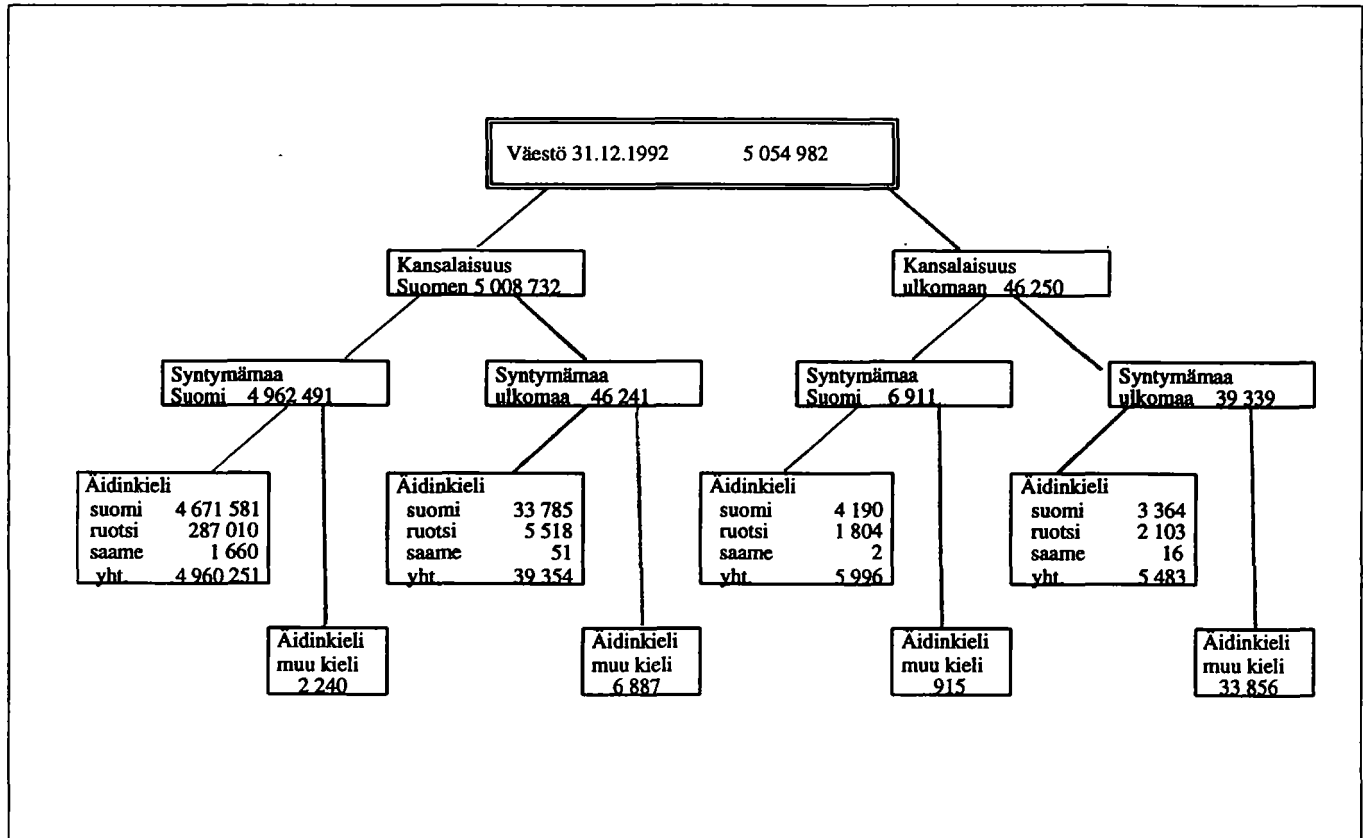 Väestö 31.12.1992 5 054 982
Kansalaisuus
Suomen 5 008 732
Kansalaisuus
ulkomaan 46 250
Syntymämaa
Suomi 4 962 491
Syntymämaa
ulkomaa 46 241
Syntymämaa
Suomi 6 911
Syntymämaa
ulkomaa 39 339
Äidinkieli
suomi 4 671 581
ruotsi 287 010
saame 1 660
yht. 4 960 251
Äidinkieli
suomi 33 785
ruotsi 5 518
saame 51
yht. 39 354
Äidinkieli
suomi 4 190
ruotsi 1 804
saame 2
yht. 5 996
Äidinkieli
suomi 3 364
ruotsi 2 103
saame 16
yht. 5 483
Äidinkieli
muu kieli
2 240
Äidinkieli
muu kieli
6 887
Äidinkieli
muu kieli
915
Äidinkieli
muu kieli
33 856